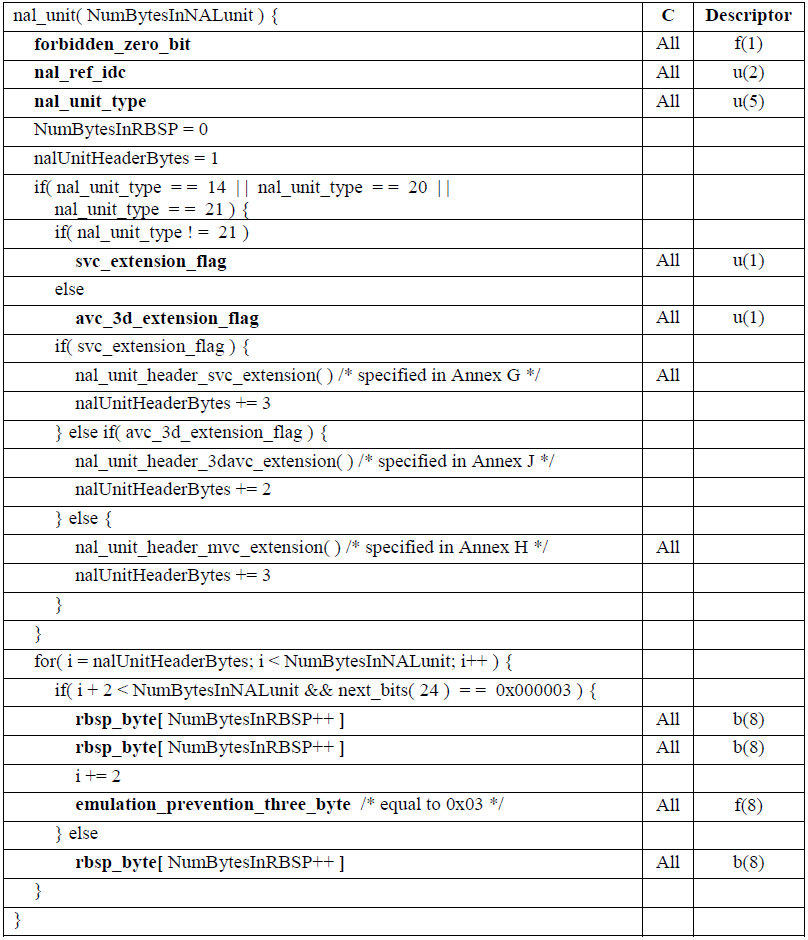 nal_unit( NumBytesInNALunit ) { C Descriptor
forbidden_zero_bit All f(1)
nal_ref_idc All u(2)
nal_unit_type All u(5)
NumBytesInRBSP = 0
nalUnitHeaderBytes = 1
if( nal_unit_type = = 14 | | nal_unit_type = = 20 | |
nal_unit_type = = 21 ) {
if( nal_unit_type ! = 21 )
svc_extension_flag All u(1)
else
avc_3d_extension_flag All u(1)
if( svc_extension_flag ) {
nal_unit_header_svc_extension( ) /* specified in Annex G */ All
nalUnitHeaderBytes += 3
} else if( avc_3d_extension_flag ) {
nal_unit_header_3davc_extension( ) /* specified in Annex J */
nalUnitHeaderBytes += 2
} else {
nal_unit_header_mvc_extension( ) /* specified in Annex H */ All
nalUnitHeaderBytes += 3
}
}
for( i = nalUnitHeaderBytes; i < NumBytesInNALunit; i++ ) {
if( i + 2 < NumBytesInNALunit && next_bits( 24 ) = = 0x000003 ) {
rbsp_byte[ NumBytesInRBSP++ ] All b(8)
rbsp_byte[ NumBytesInRBSP++ ] All b(8)
i += 2
emulation_prevention_three_byte /* equal to 0x03 */ All f(8)
} else
rbsp_byte[ NumBytesInRBSP++ ] All b(8)
}
}